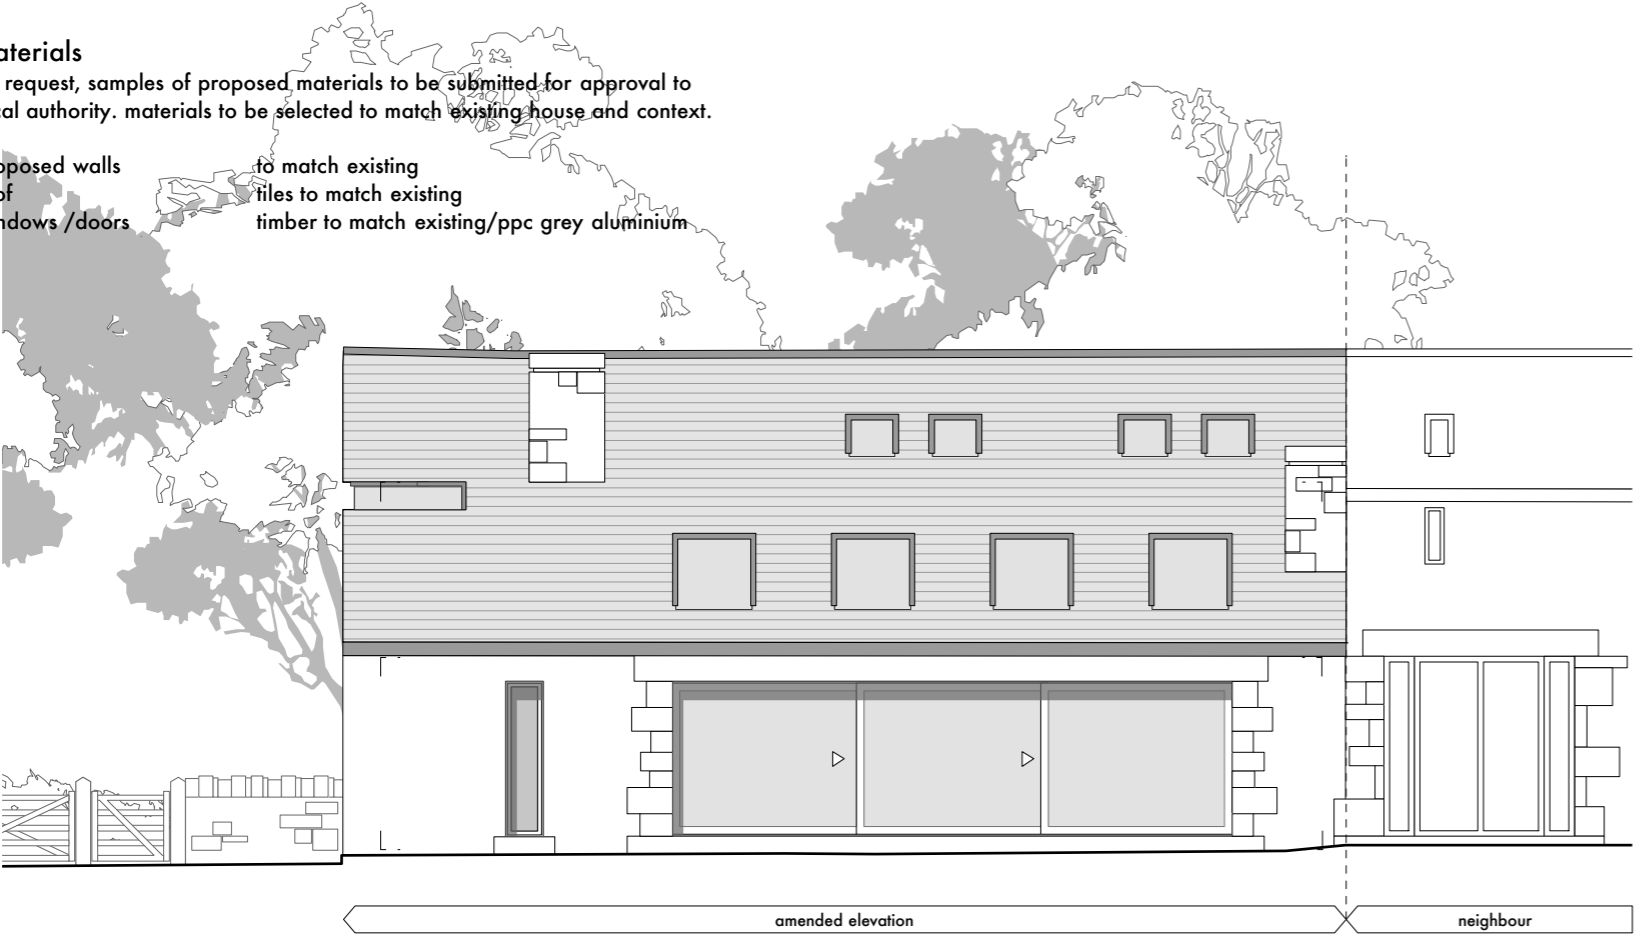 aterials
request, samples of proposed materials to be submitted for approval to
cal authority. materials to be selected to match existing house and context.
oposed walls to match existing
of tiles to match existing
ndows /doors timber to match existing/ppc grey aluminium
amended elevation neighbour